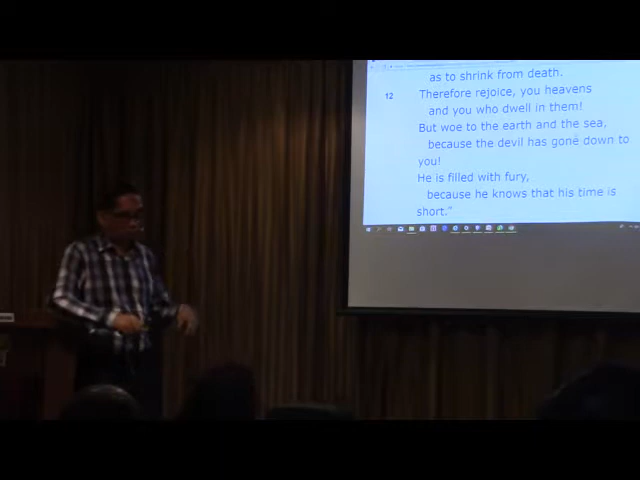 as to shrink from death.
12 Therefore rejoice, you heavens
and you who dwell in them!
But woe to the earth and the sea,
because the devil has gone down to
you!
He is filled with fury,
because he knows that his time is
short."